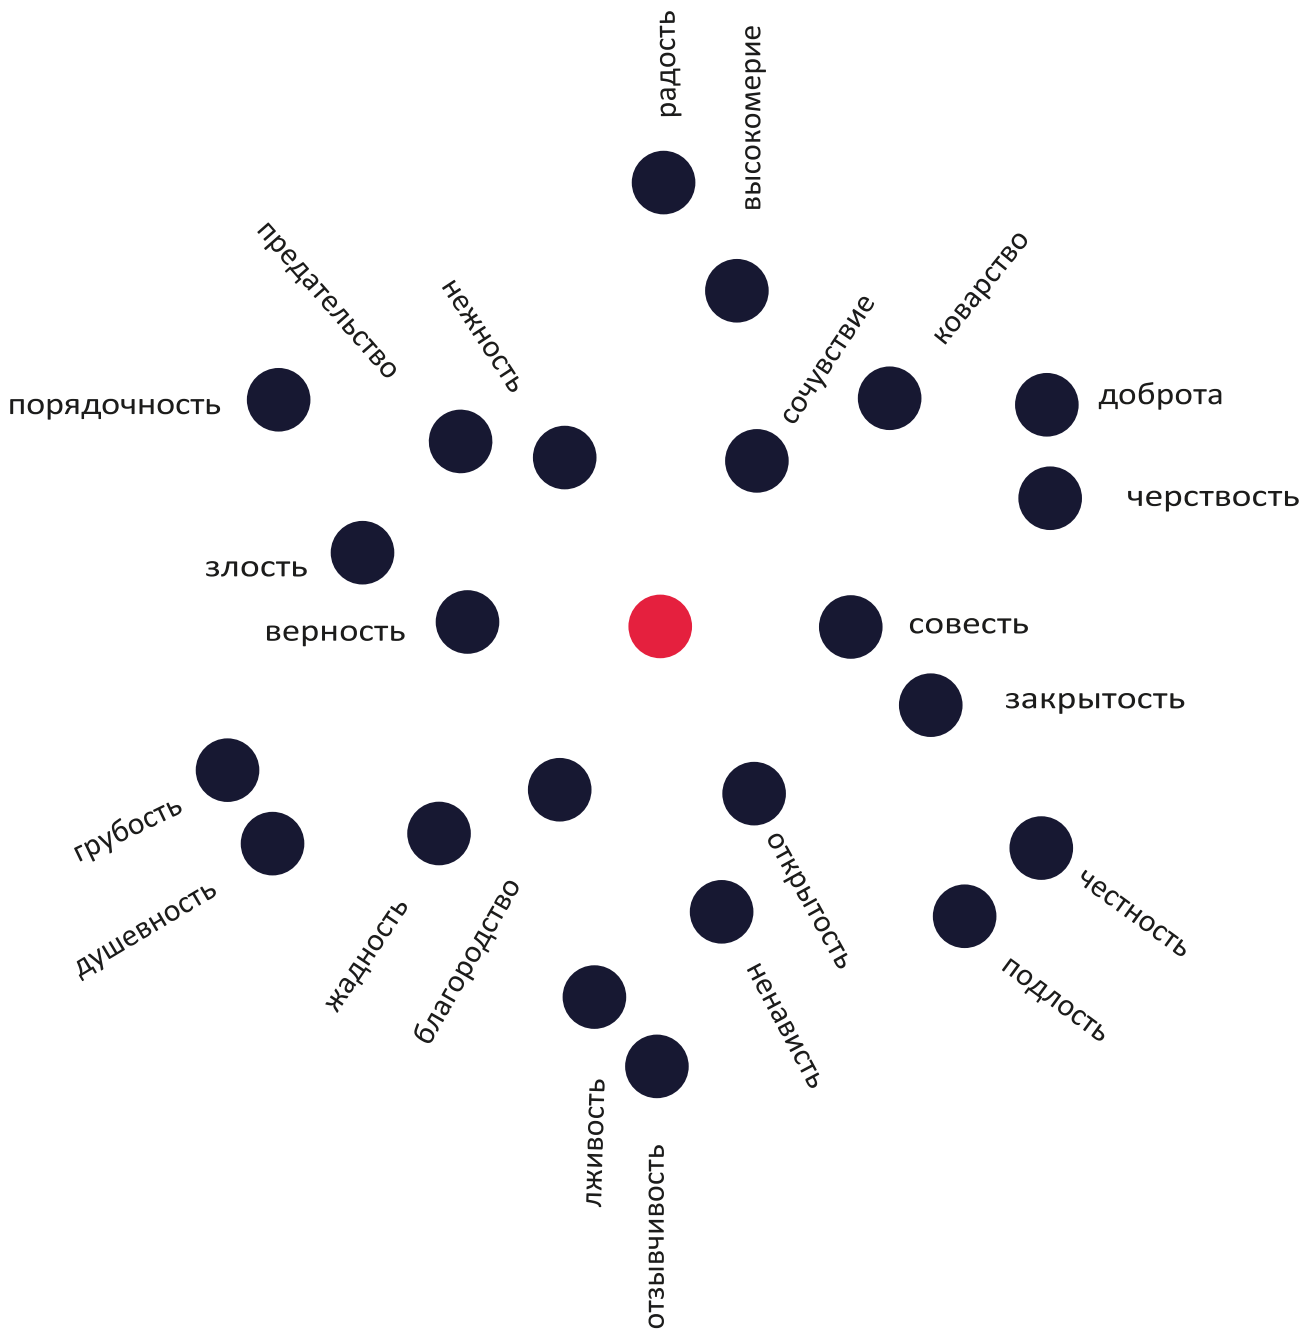 радость
высокомерие
предательство
нежность
сочувствие
коварство
доброта
порядочность
черствость
злость
верность
совесть
закрытость
грубость
душевность
жадность
благородство
открытость
ненависть
честность
подлость
лживость
отзывчивость